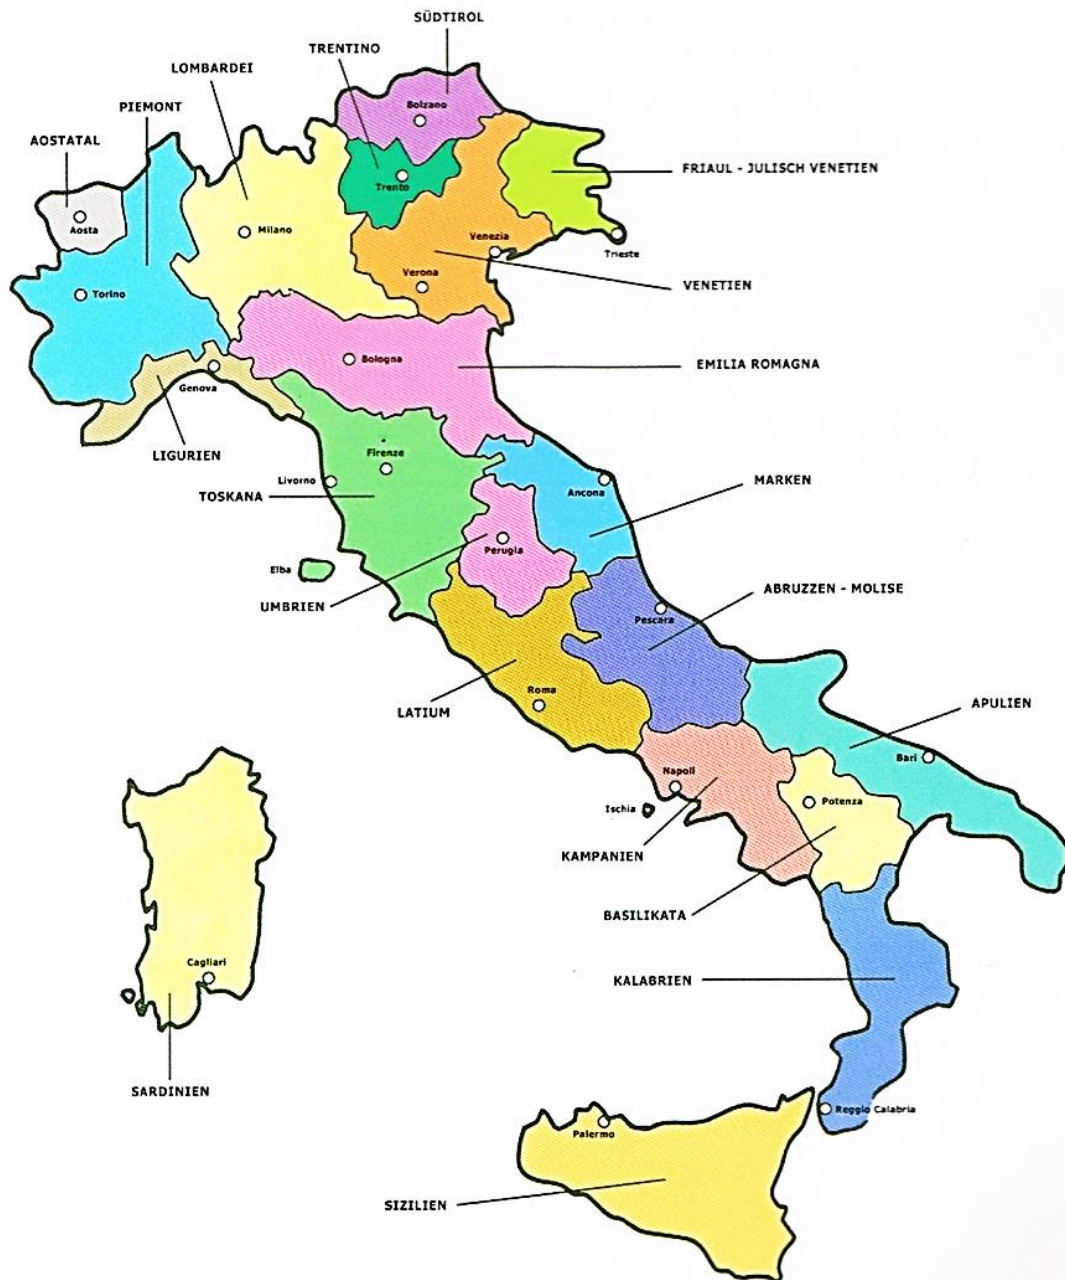 SÜDTIROL
TRENTINO
LOMBARDEI
PIEMONT
AOSTATAL
Bolzano
FRIAUL - JULISCH VENETIEN
Trento
Aosta
Milano
Venezia
Trieste
Verona
VENETIEN
Torino
Bologna
EMILIA ROMAGNA
Genova
LIGURIEN
Firenze
Livorno
TOSKANA
Ancona
MARKEN
Perugia
Elba
UMBRIEN
ABRUZZEN - MOLISE
Pescara
Roma
LATIUM
APULIEN
Bari
Napoli
Ischia
Potenza
KAMPANIEN
BASILIKATA
Cagliari
KALABRIEN
SARDINIEN
Reggio Calabria
Palermo
SIZILIEN